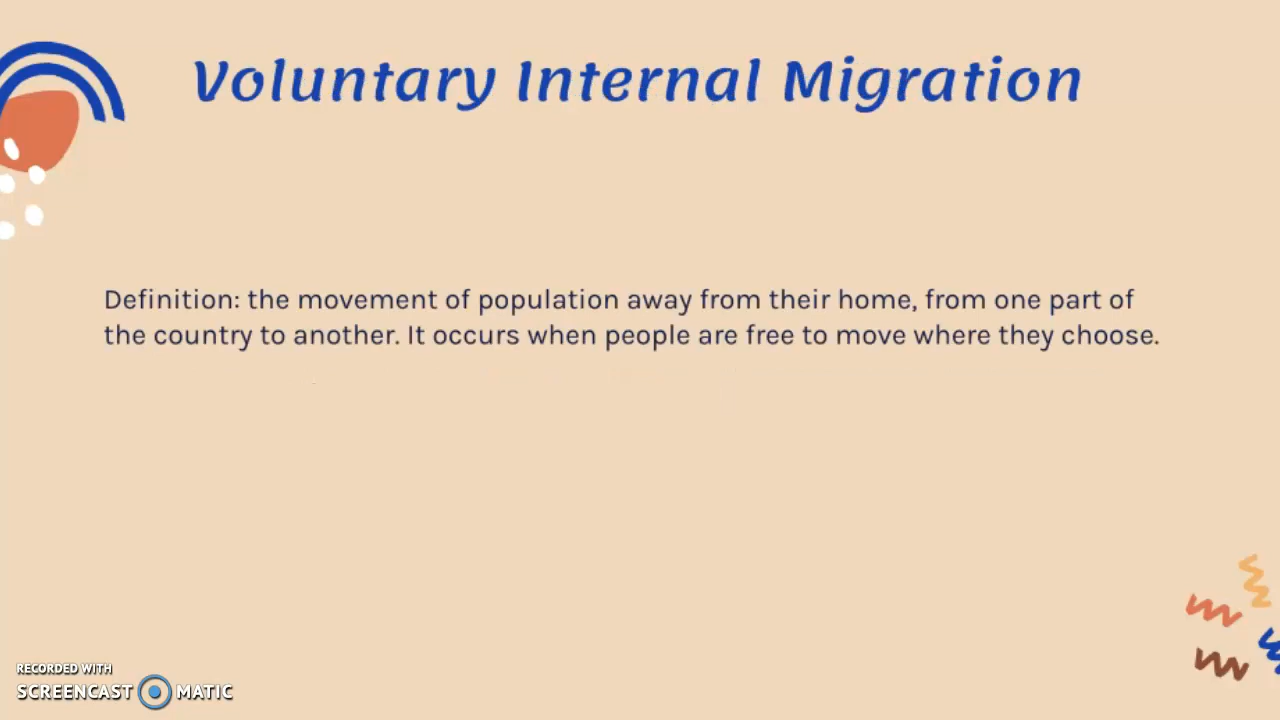 Voluntary Internal Migration
Definition: the movement of population away from their home, from one part of
the country to another. It occurs when people are free to move where they choose.
RECORDED WITH
SCREENCAST MATIC